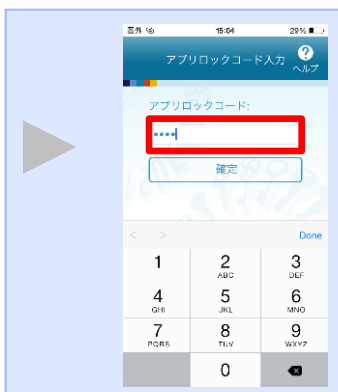 圏外 15:04 29%
アプリロックコード入力 ?
ヘルプ
アプリロックコード:
••••
確定
< > Done
1 2 3
ABC DEF
4 5 6
GHI JKL MNO
7 8 9
PQRS TUV WXYZ
0